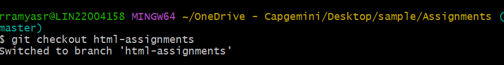 rramyasr@LIN22004158 MINGW64 ~/OneDrive - Capgemini/Desktop/sample/Assignments (
master)
$ git checkout html-assignments
Switched to branch 'html-assignments'